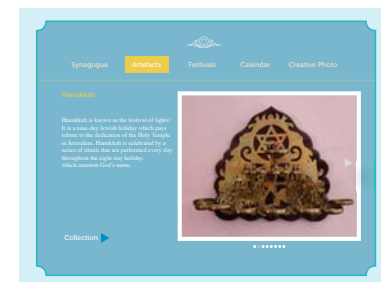 Synagogue Artefacts Festivals Calendar Creative Photo
Hanukkah
Hanukkah is known as the festival of lights!
It is a nine-day Jewish holiday which pays
tribute to the dedication of the Holy Temple
in Jerusalem. Hanukkah is celebrated by a
series of rituals that are performed every day
throughout the eight-day holiday.
which mention God's name.
Collection